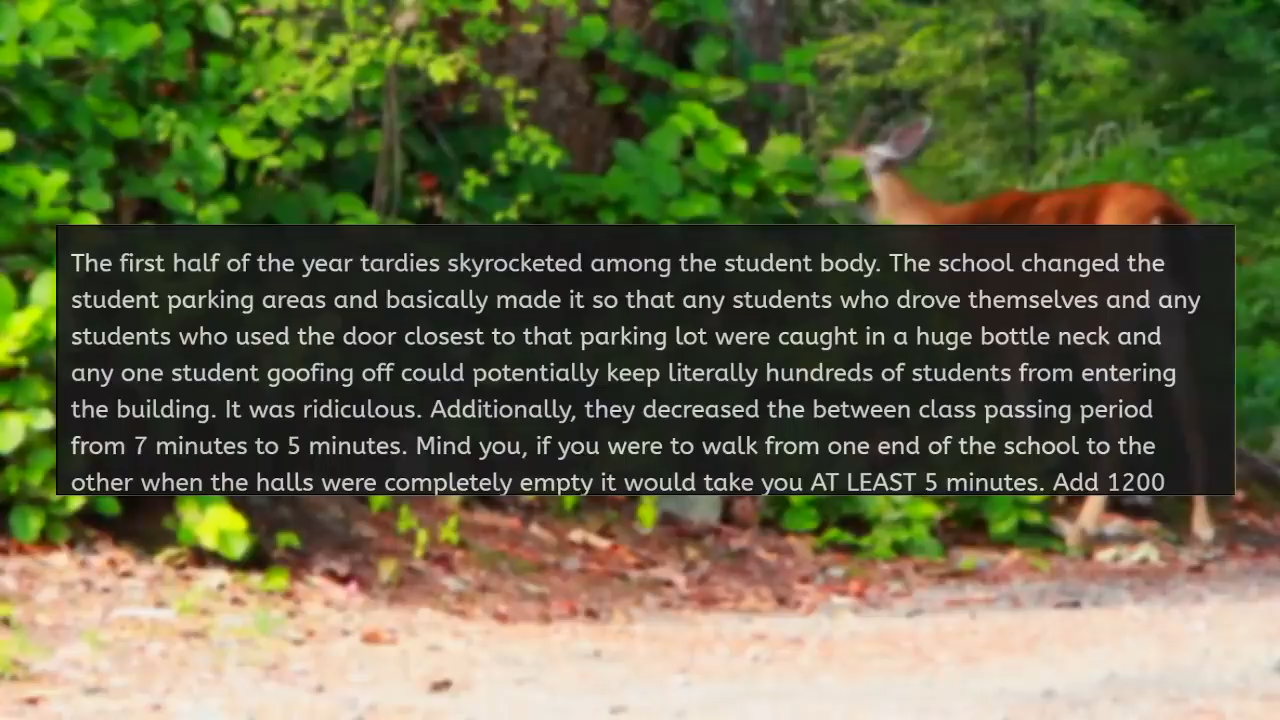 The first half of the year tardies skyrocketed among the student body. The school changed the
student parking areas and basically made it so that any students who drove themselves and any
students who used the door closest to that parking lot were caught in a huge bottle neck and
any one student goofing off could potentially keep literally hundreds of students from entering
the building. It was ridiculous. Additionally, they decreased the between class passing period
from 7 minutes to 5 minutes. Mind you, if you were to walk from one end of the school to the
other when the halls were completely empty it would take you AT LEAST 5 minutes. Add 1200